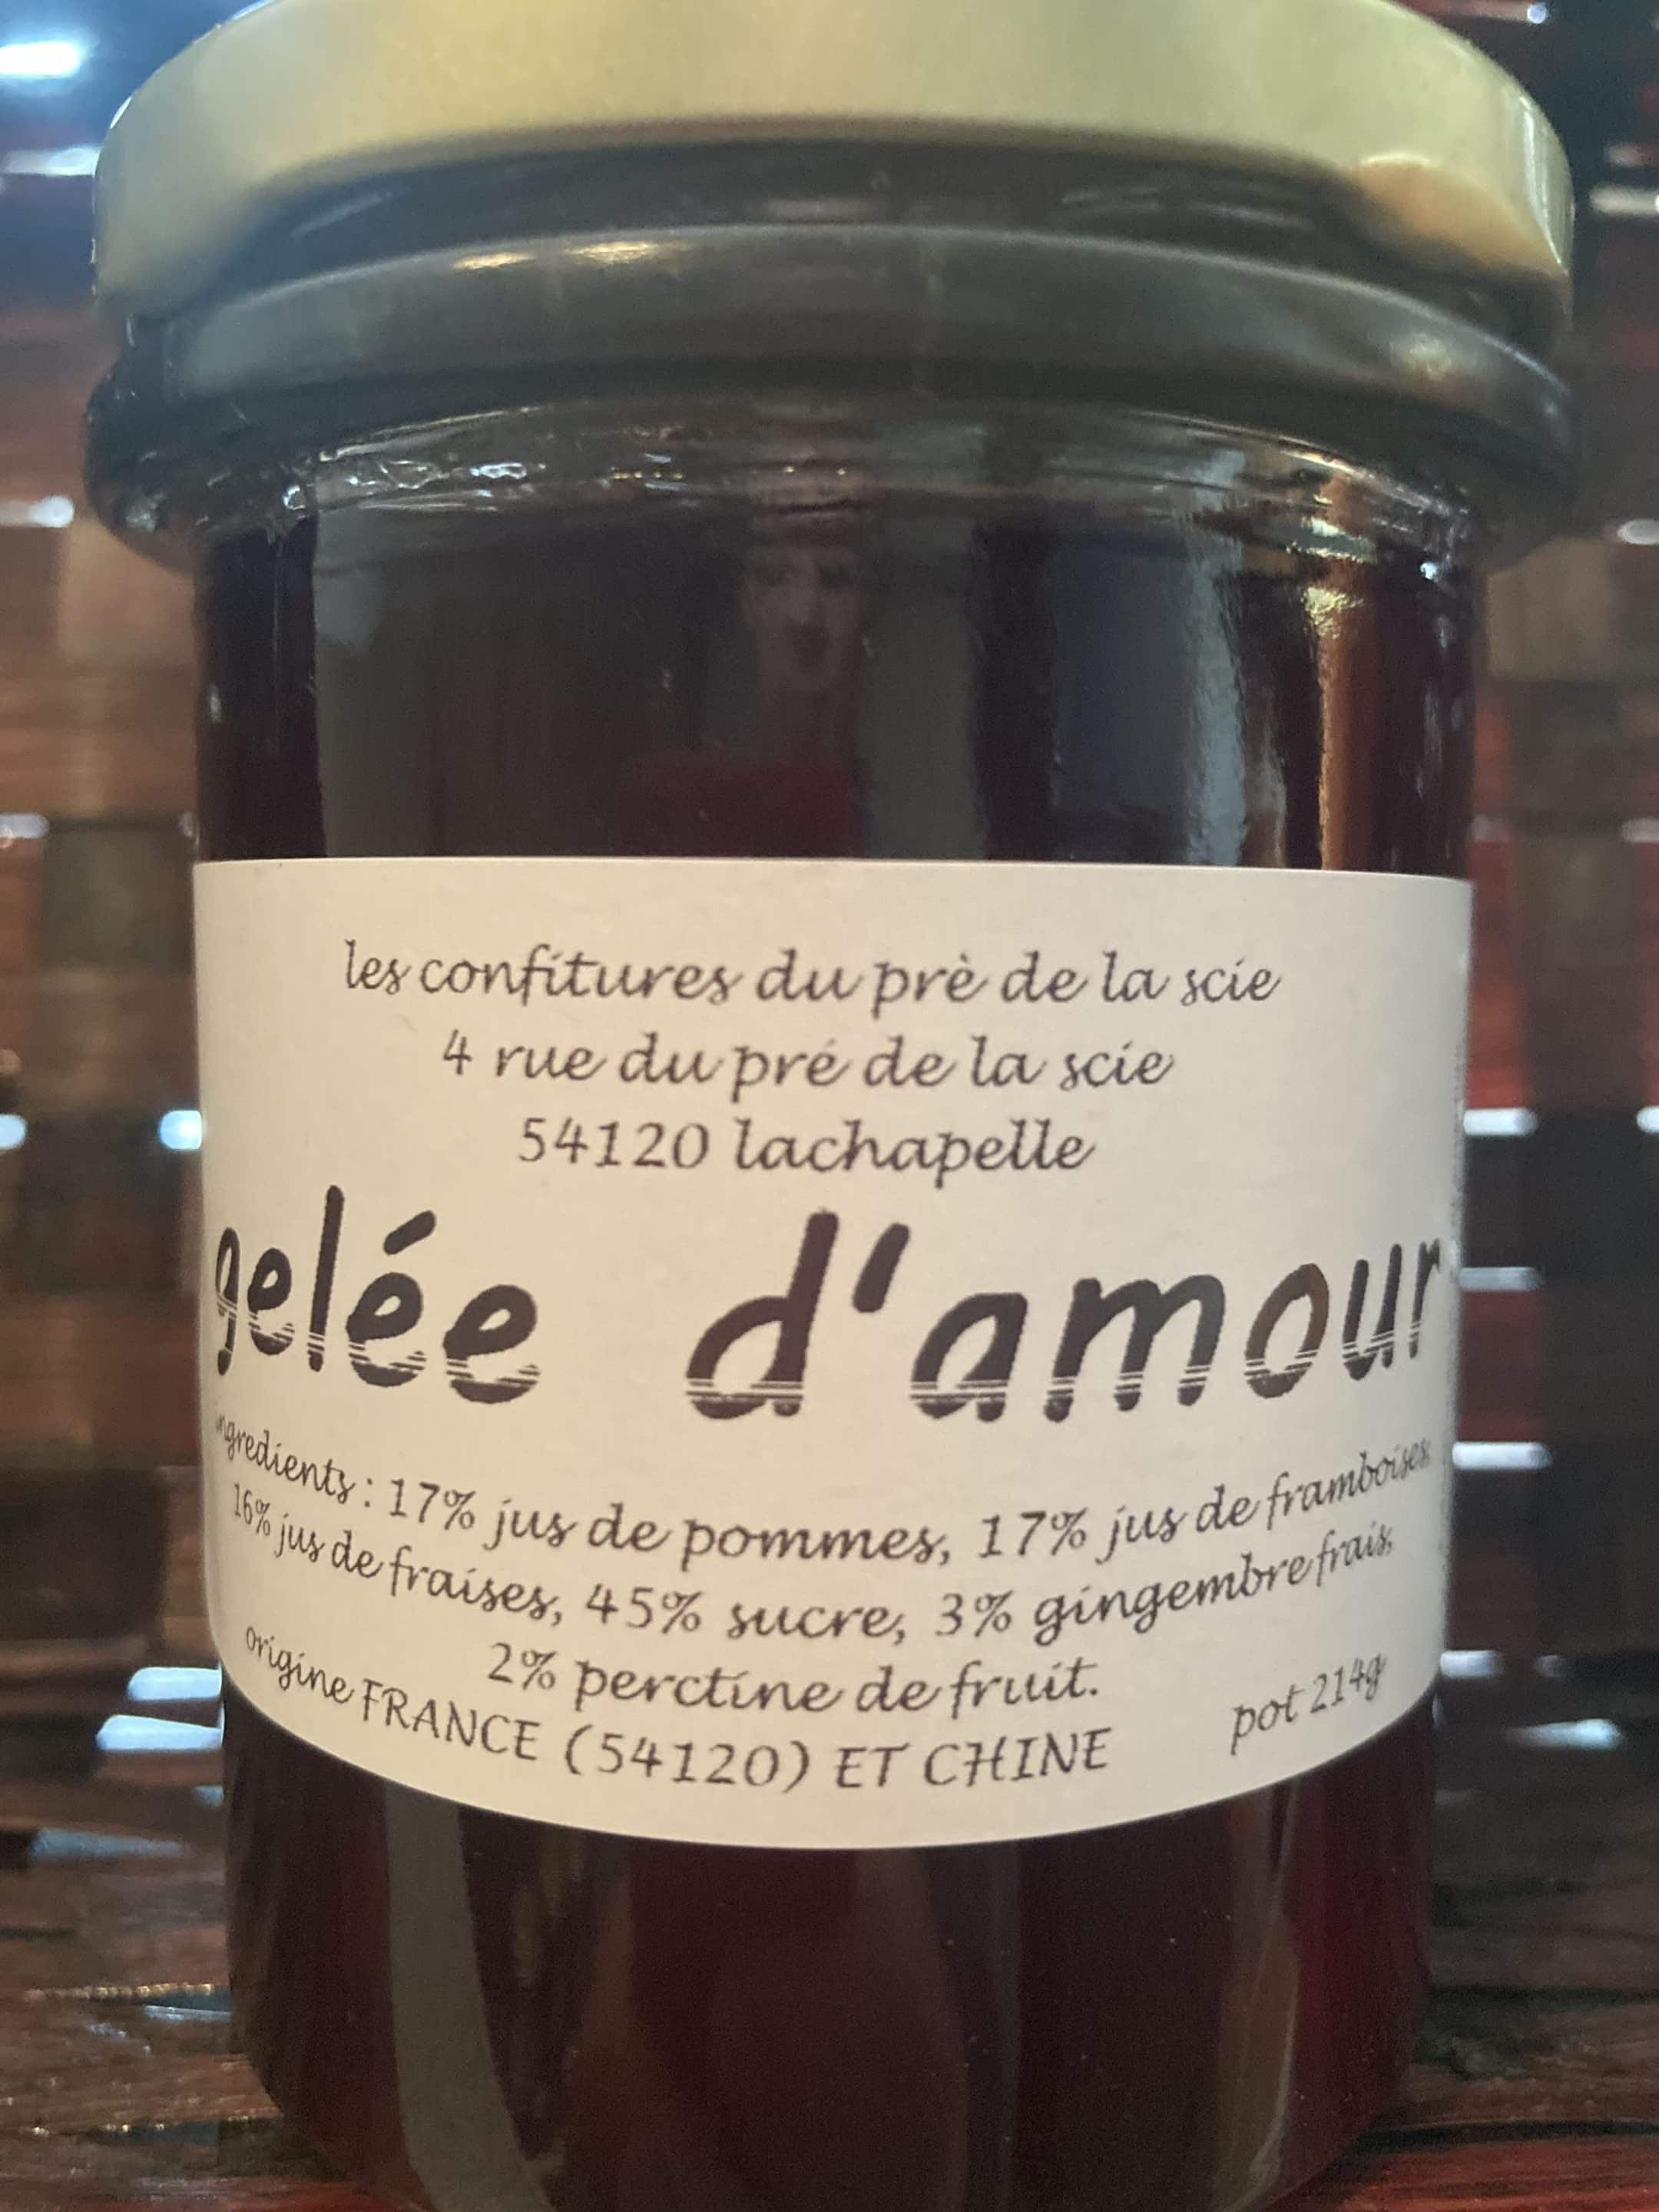 les confitures du prè de la scie
4 rue du pré de la scie
54120 lachapelle
gelée d'amour
ingredients : 17% jus de pommes, 17% jus de framboises
16% jus de fraises, 45% sucre, 3% gingembre frais,
2% perctine de fruit.
origine FRANCE (54120) ET CHINE
pot 214g